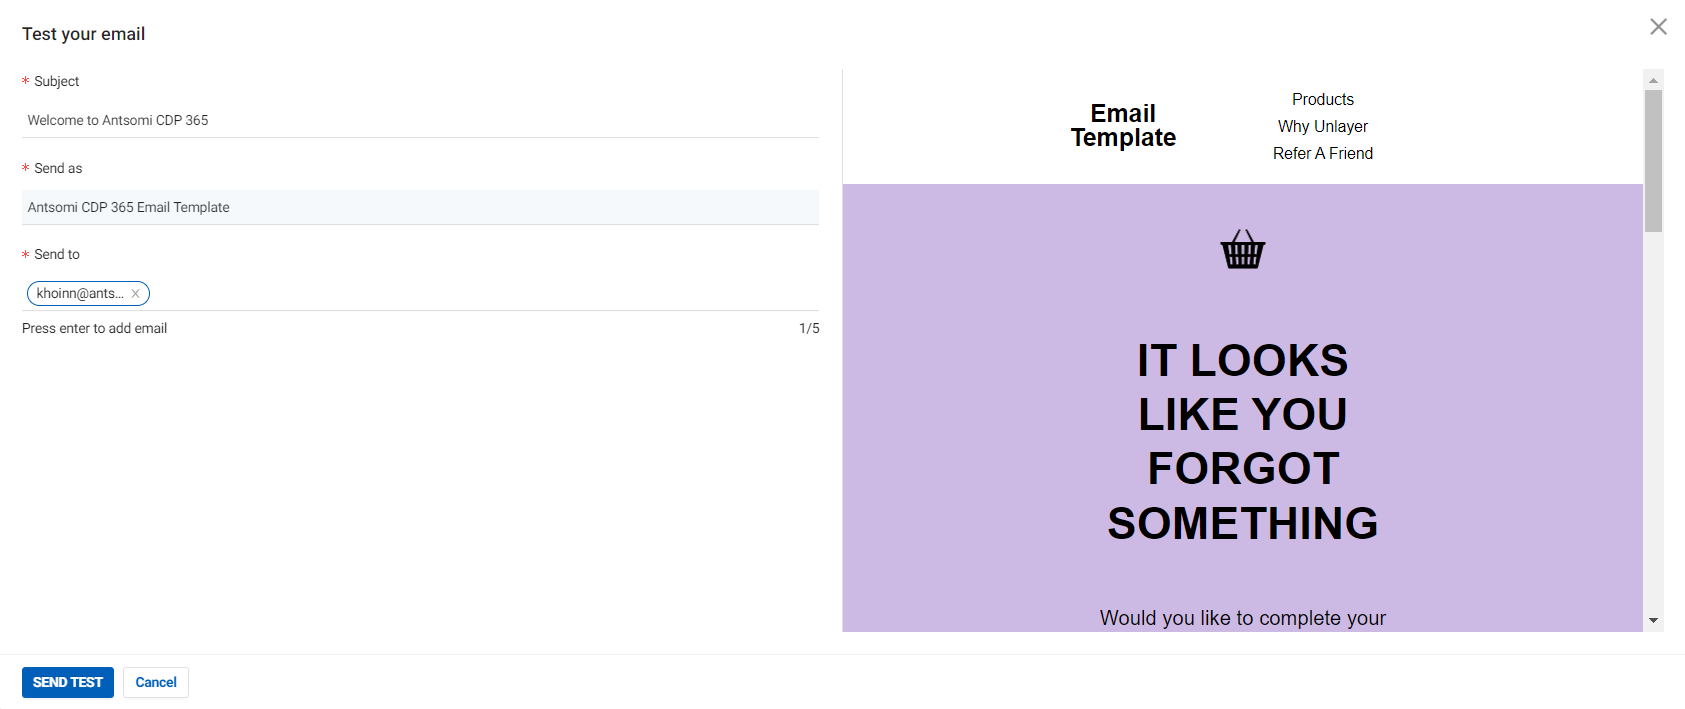 Test your email
* Subject
Welcome to Antsomi CDP 365
* Send as
Antsomi CDP 365 Email Template
* Send to
khoinn@ants...
Press enter to add email
1/5
Email
Template
Products
Why Unlayer
Refer A Friend
IT LOOKS
LIKE YOU
FORGOT
SOMETHING
Would you like to complete your
SEND TEST
Cancel